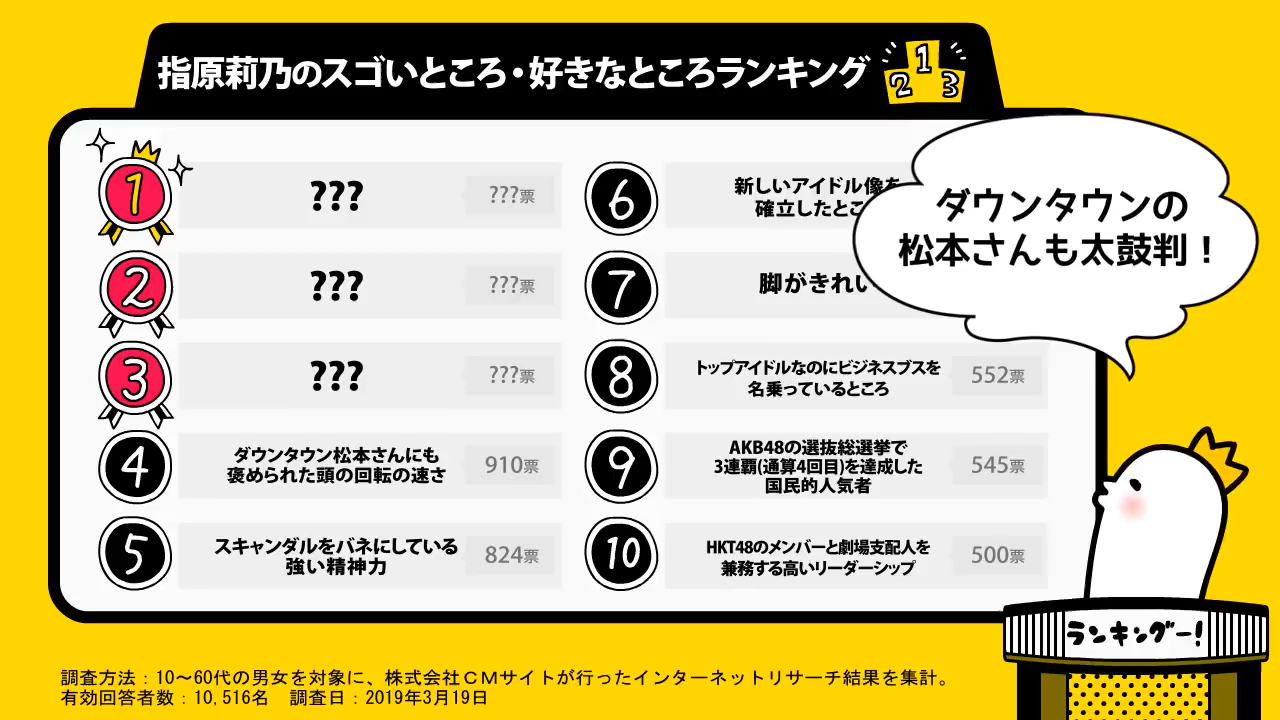 指原莉乃のスゴいところ・好きなところランキング
1
2
3
1
???
???票
2
???
???票
3
???
???票
4
ダウンタウン松本さんにも
褒められた頭の回転の速さ
910票
5
スキャンダルをバネにしている
強い精神力
824票
6
新しいアイドル像を
確立したとこ
7
脚がきれい
8
トップアイドルなのにビジネスブスを
名乗っているところ
552票
9
AKB48の選抜総選挙で
3連覇(通算4回目)を達成した
国民的人気者
545票
10
HKT48のメンバーと劇場支配人を
兼務する高いリーダーシップ
500票
ダウンタウンの
松本さんも太鼓判！
ランキングー!
調査方法：10～60代の男女を対象に、株式会社ＣＭサイトが行ったインターネットリサーチ結果を集計。
有効回答者数：10,516名　調査日：2019年3月19日